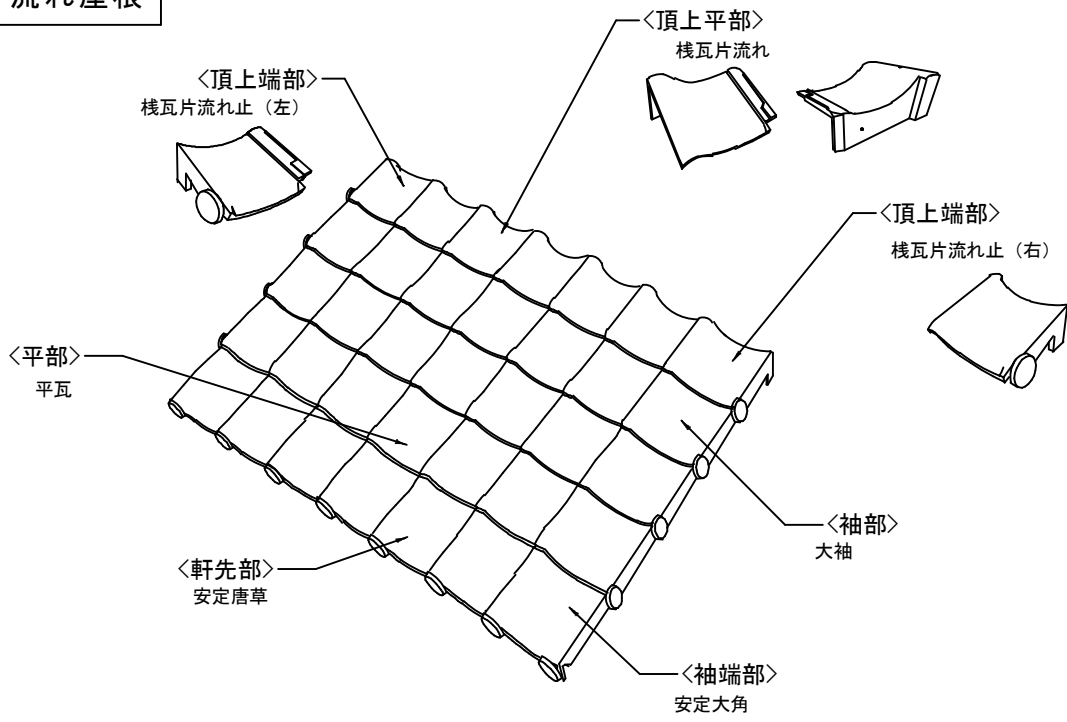 流れ屋根
<頂上平部>
桟瓦片流れ
<頂上端部>
桟瓦片流れ止（左）
<頂上端部>
桟瓦片流れ止（右）
<平部>
平瓦
<袖部>
大袖
<軒先部>
安定唐草
<袖端部>
安定大角